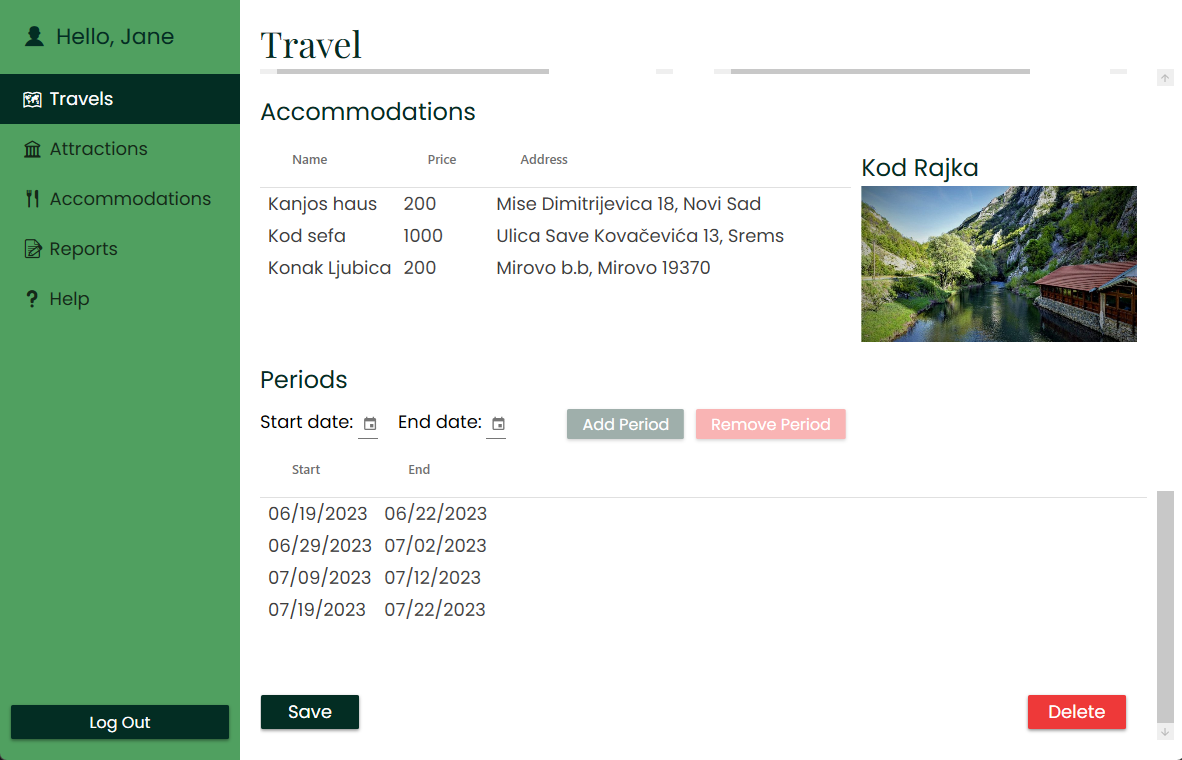 Hello, Jane
Travels
Attractions
Accommodations
Reports
Help
Log Out
Travel
Accommodations
Name Price Address
Kanjos haus 200 Mise Dimitrijevica 18, Novi Sad
Kod sefa 1000 Ulica Save Kovačevića 13, Srems
Konak Ljubica 200 Mirovo b.b, Mirovo 19370
Kod Rajka
Periods
Start date: End date: Add Period Remove Period
Start End
06/19/2023 06/22/2023
06/29/2023 07/02/2023
07/09/2023 07/12/2023
07/19/2023 07/22/2023
Save Delete